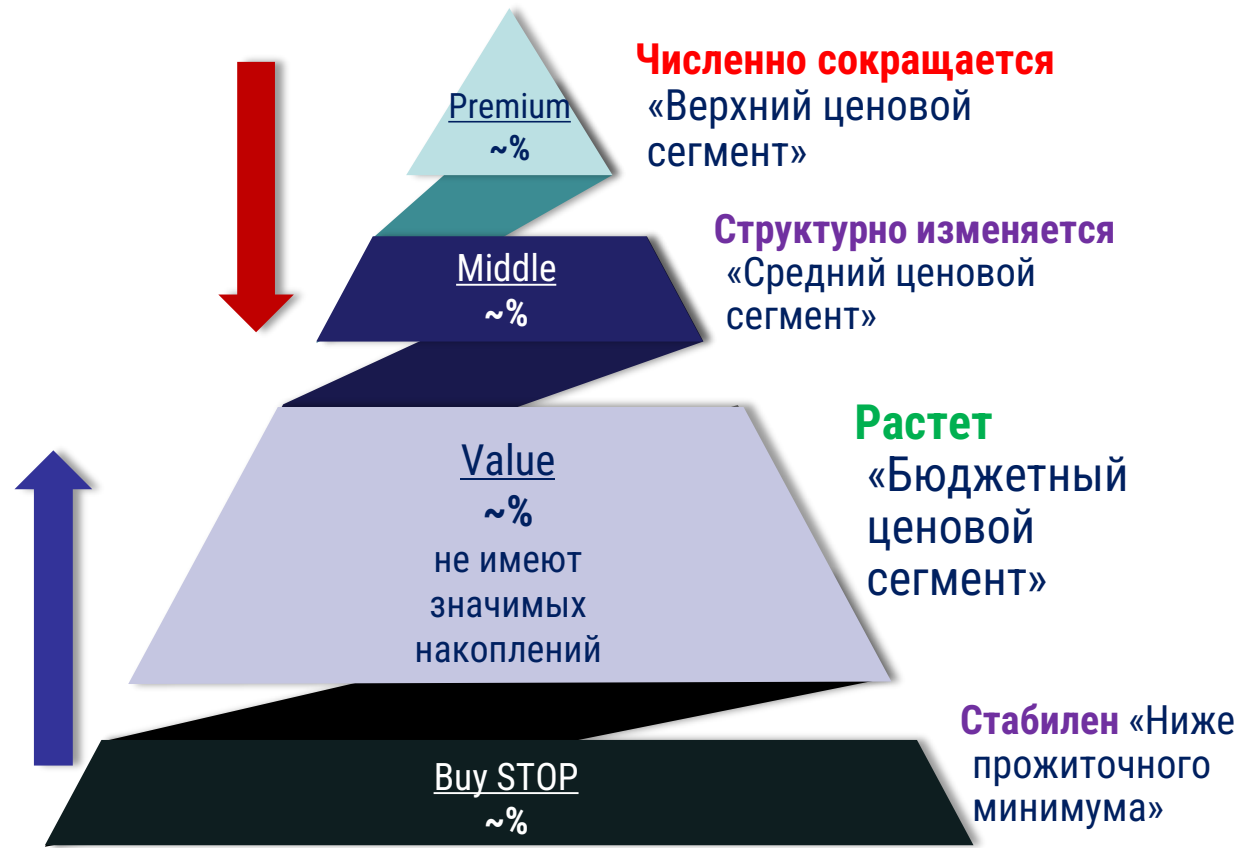 Premium
~%
Численно сокращается
«Верхний ценовой
сегмент»
Middle
~%
Структурно изменяется
«Средний ценовой
сегмент»
Value
~%
не имеют
значимых
накоплений
Растет
«Бюджетный
ценовой
сегмент»
Buy STOP
~%
Стабилен «Ниже
прожиточного
минимума»